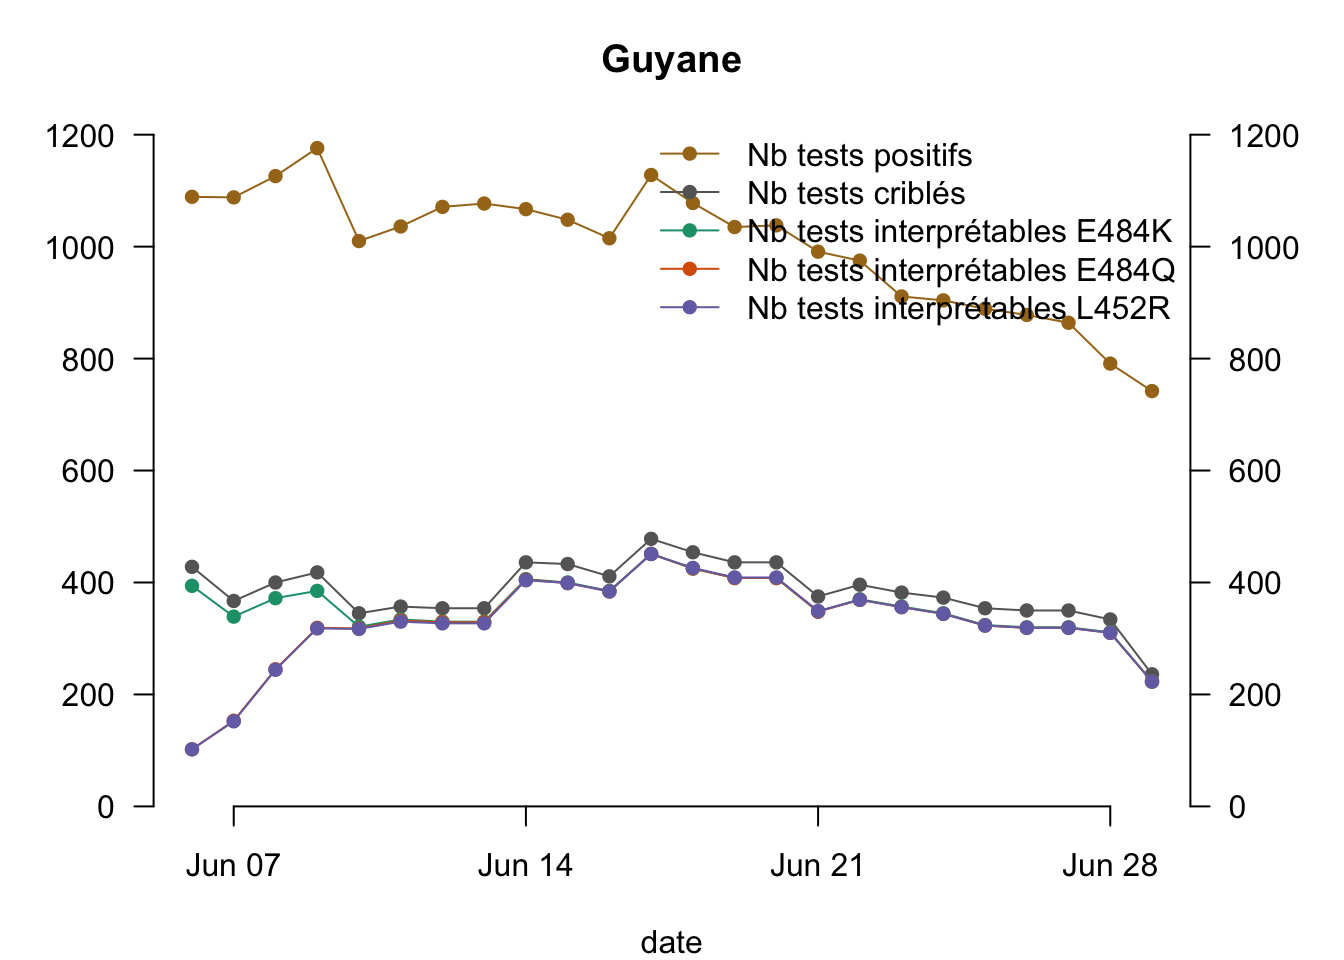 Guyane
1200
1000
800
600
400
200
0
Nb tests positifs
Nb tests criblés
Nb tests interprétables E484K
Nb tests interprétables E484Q
Nb tests interprétables L452R
1200
1000
800
600
400
200
0
Jun 07
Jun 14
Jun 21
Jun 28
date